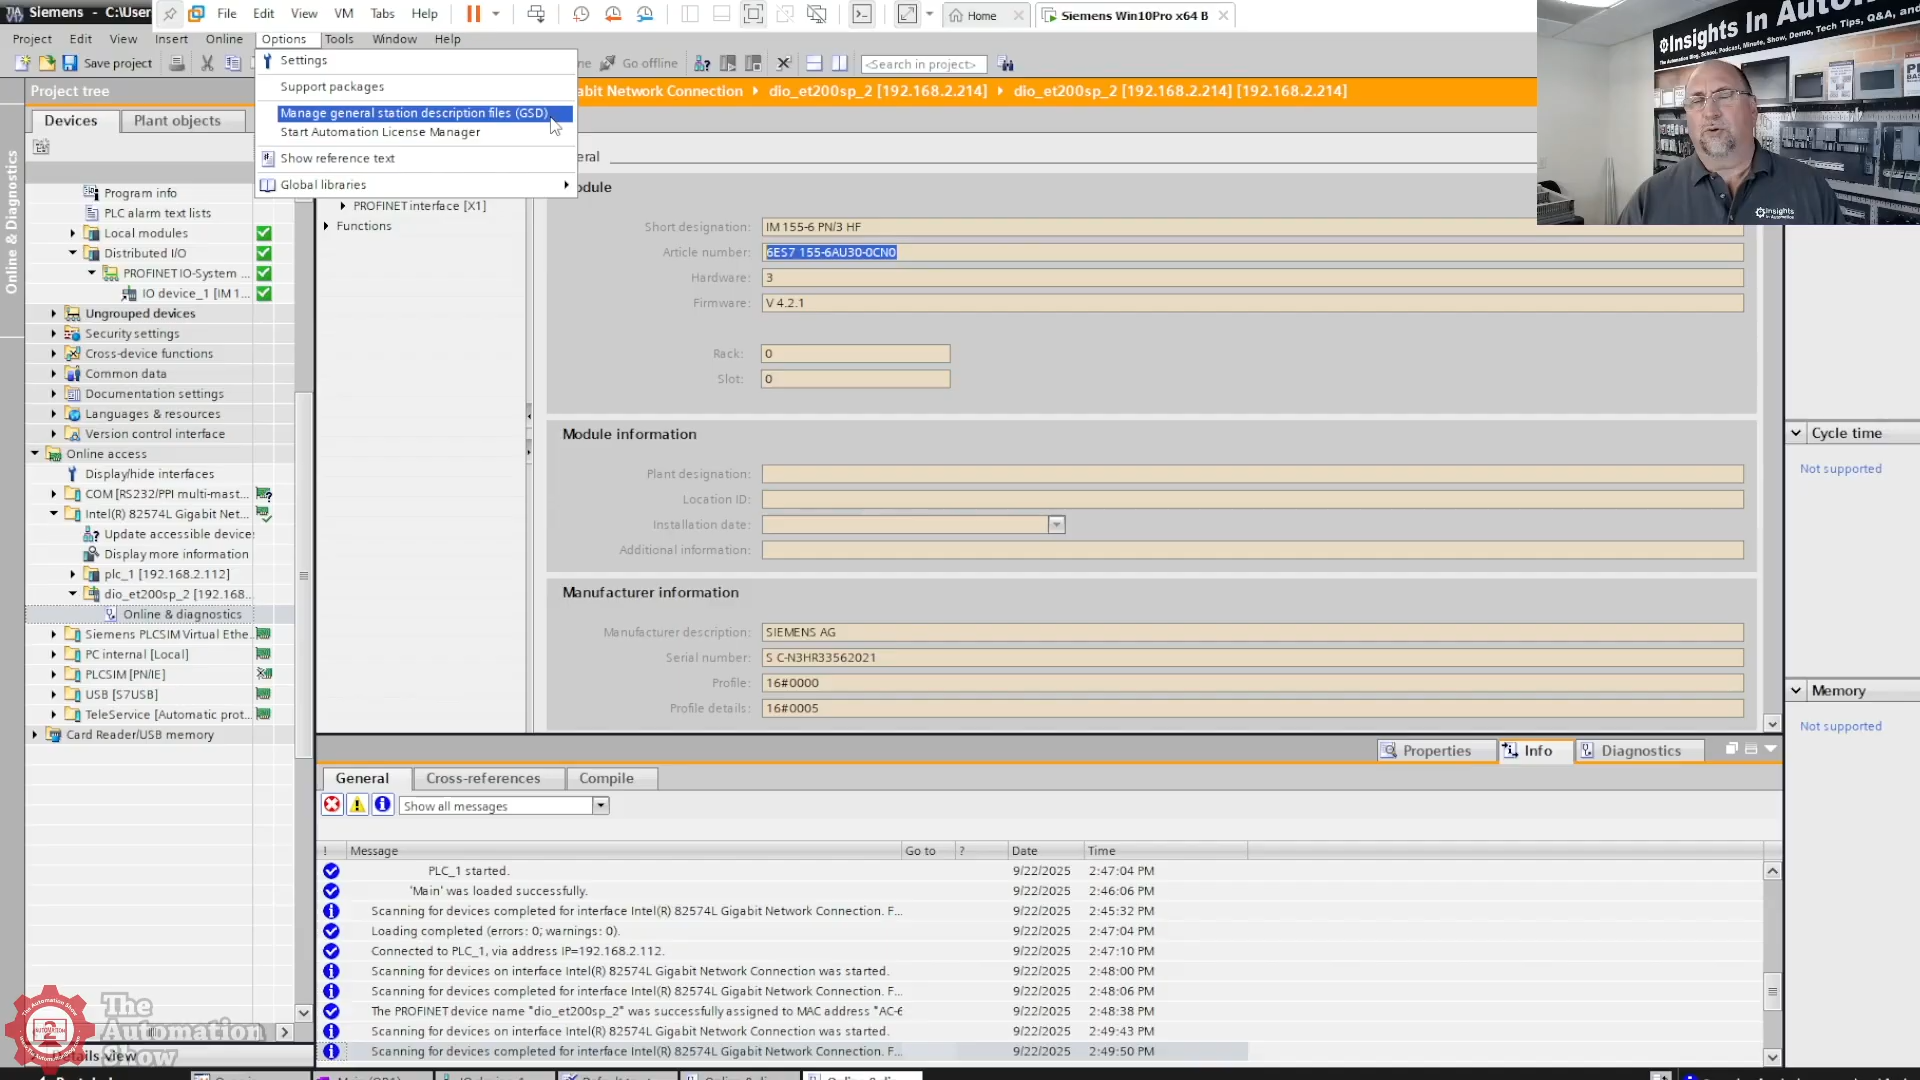 Siemens - C:\User
File Edit View VM Tabs Help
Home
Siemens Win10Pro x64 B
Project Edit View Insert Online Options Tools Window Help
Save project
Go offline
<Search in project>
Settings
Support packages
Manage general station description files (GSD)
Start Automation License Manager
Show reference text
Global libraries
Project tree
Devices
Plant objects
Online & Diagnostics
Network Connection
dio_et200sp_2 [192.168.2.214]
dio_et200sp_2 [192.168.2.214] [192.168.2.214]
Insights In
The Automation Blog, School, Podcast, Minute, Show, Demo, Tech Tips, Q&A, and
Insights
In Automation
Program info
PLC alarm text lists
Local modules
Distributed I/O
PROFINET IO-System ...
IO device_1 [IM 1...
Ungrouped devices
Security settings
Cross-device functions
Common data
Documentation settings
Languages & resources
Version control interface
Online access
Display/hide interfaces
COM [RS232/PPI multi-mast...
Intel(R) 82574L Gigabit Net...
Update accessible device
Display more information
plc_1 [192.168.2.112]
dio_et200sp_2 [192.168...
Online & diagnostics
Siemens PLCSIM Virtual Ethe...
PC internal [Local]
PLCSIM [PN/IE]
USB [S7USB]
TeleService [Automatic prot...
Card Reader/USB memory
Details view
The Automation Show
PROFINET interface [X1]
Functions
eral
odule
Short designation: IM 155-6 PN/3 HF
Article number: 6ES7 155-6AU30-0CN0
Hardware: 3
Firmware: V 4.2.1
Rack: 0
Slot: 0
Module information
Plant designation:
Location ID:
Installation date:
Additional information:
Manufacturer information
Manufacturer description: SIEMENS AG
Serial number: S C-N3HR33562021
Profile: 16#0000
Profile details: 16#0005
Cycle time
Not supported
Memory
Not supported
Properties
Info
Diagnostics
General
Cross-references
Compile
Show all messages
! Message Go to ? Date Time
PLC_1 started. 9/22/2025 2:47:04 PM
'Main' was loaded successfully. 9/22/2025 2:46:06 PM
Scanning for devices completed for interface Intel(R) 82574L Gigabit Network Connection. F... 9/22/2025 2:45:32 PM
Loading completed (errors: 0; warnings: 0). 9/22/2025 2:47:04 PM
Connected to PLC_1, via address IP=192.168.2.112. 9/22/2025 2:47:10 PM
Scanning for devices on interface Intel(R) 82574L Gigabit Network Connection was started. 9/22/2025 2:48:00 PM
Scanning for devices completed for interface Intel(R) 82574L Gigabit Network Connection. F... 9/22/2025 2:48:06 PM
The PROFINET device name "dio_et200sp_2" was successfully assigned to MAC address "AC-6 9/22/2025 2:48:38 PM
Scanning for devices on interface Intel(R) 82574L Gigabit Network Connection was started. 9/22/2025 2:49:43 PM
Scanning for devices completed for interface Intel(R) 82574L Gigabit Network Connection. F... 9/22/2025 2:49:50 PM